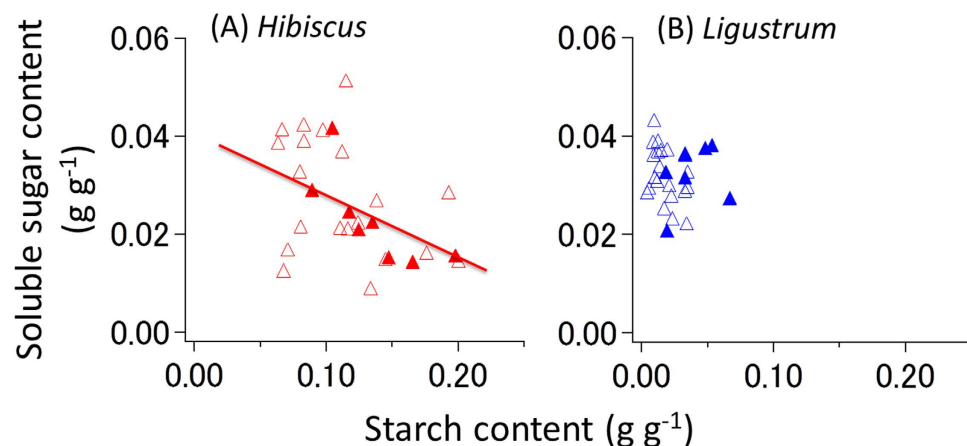 (A) Hibiscus
(B) Ligustrum
Soluble sugar content
(g g-1)
0.06
0.04
0.02
0.00
0.00 0.10 0.20
0.06
0.04
0.02
0.00
0.00 0.10 0.20
Starch content (g g-1)